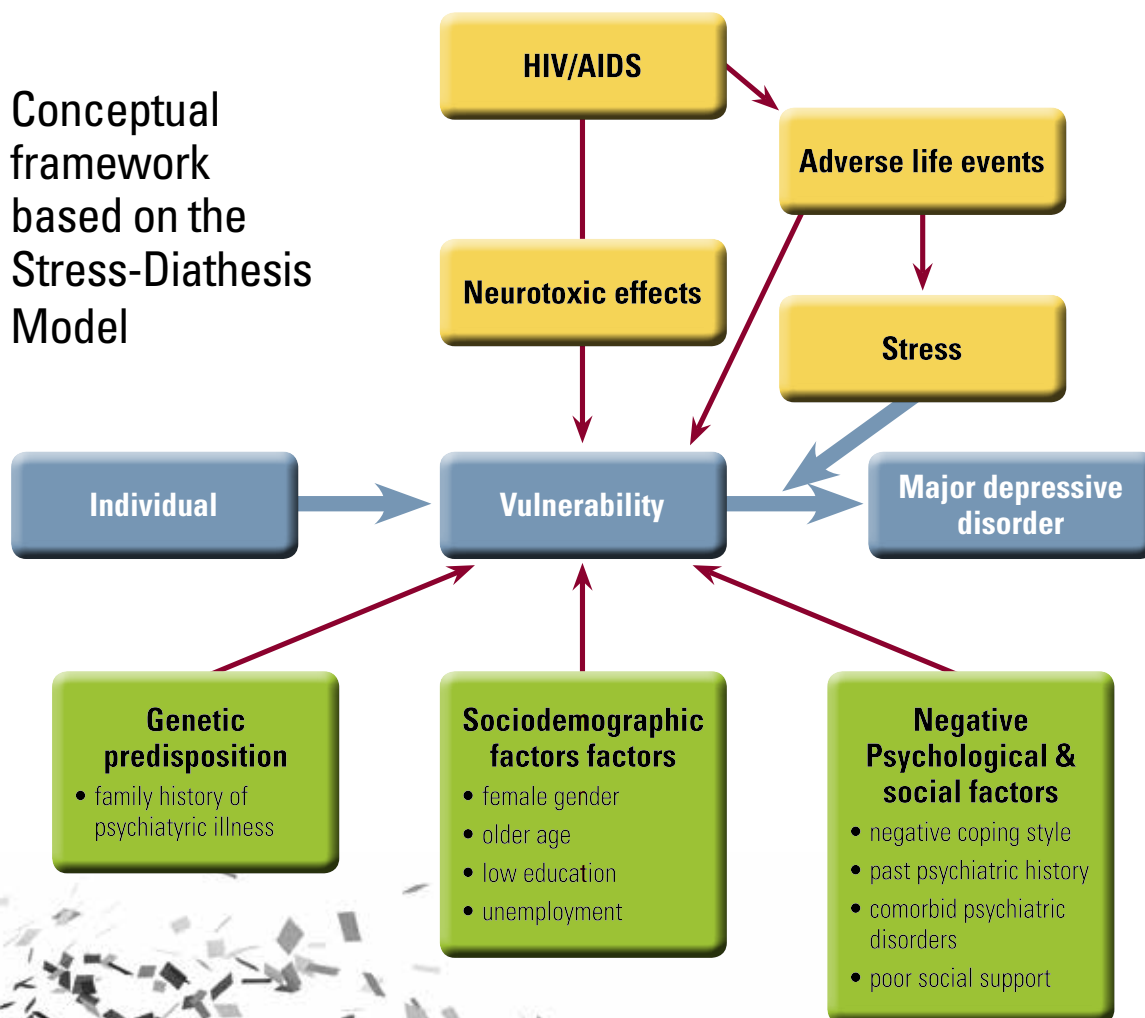 Conceptual
framework
based on the
Stress-Diathesis
Model
HIV/AIDS
Adverse life events
Neurotoxic effects
Stress
Individual
Vulnerability
Major depressive
disorder
Genetic
predisposition
• family history of
psychiatyric illness
Sociodemographic
factors factors
• female gender
• older age
• low education
• unemployment
Negative
Psychological &
social factors
• negative coping style
• past psychiatric history
• comorbid psychiatric
disorders
• poor social support